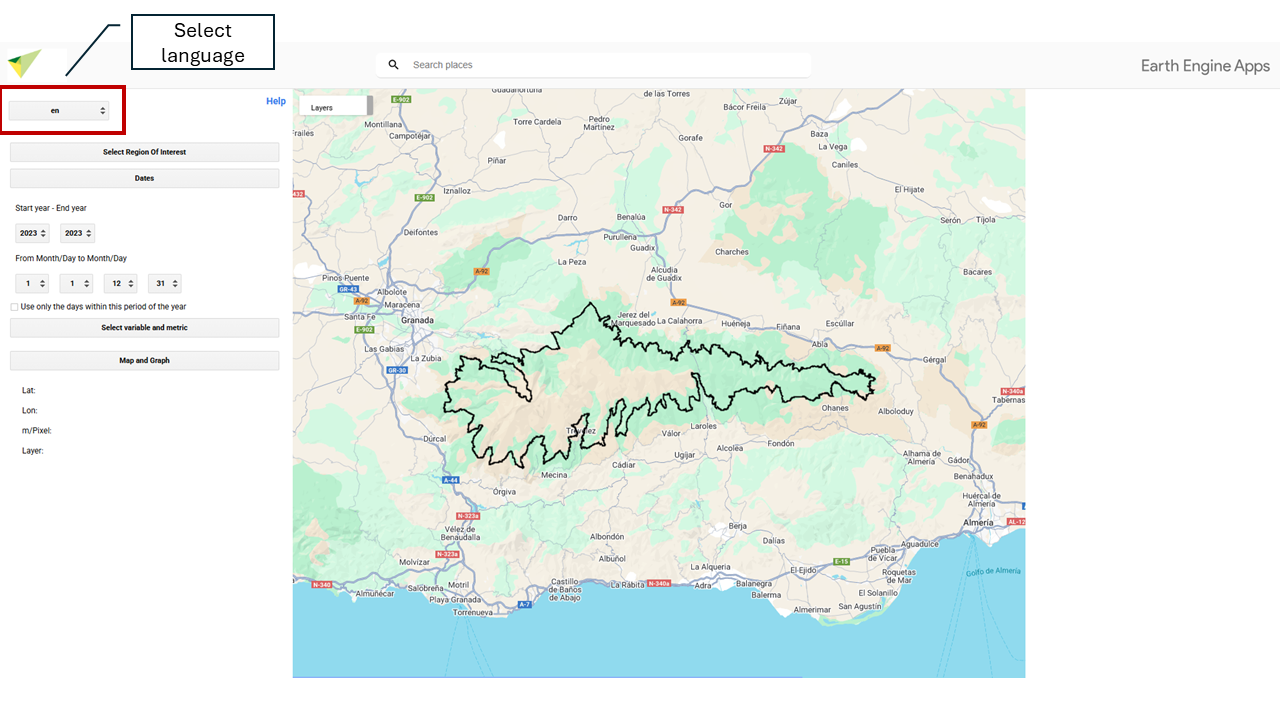 Select
language
Search places
Earth Engine Apps
en
Help
Select Region Of Interest
Dates
Start year - End year
2023
2023
From Month/Day to Month/Day
1
1
12
31
Use only the days within this period of the year
Select variable and metric
Map and Graph
Lat:
Lon:
m/Pixel:
Layer:
Layers
E-902
de las Torres
Bácor Freila
Zújar
Montillana
Torre Cardela
Pedro
Martínez
Campotéjar
Gorafe
Baza
La Vega
N-342
Piñar
Caniles
Iznalloz
El Hijate
E-902
Gor
N-342
Darro
Benalúa
Serón
Tíjola
Deifontes
Purullena
Guadix
Charches
La Peza
A-92
Alcudia
de Guadix
Bacares
Pinos Puente
GR-43
Albolote
A-92
Maracena
A-92
Santa Fe
Granada
Jerez del
Marquesado
La Calahorra
Huéneja
Fiñana
Escúllar
E-902
Las Gabias
La Zubia
Abla
A-92
Gérgal
GR-30
N-340a
Tabernas
Ohanes
Alboloduy
A-92
Laroles
Válor
Dúrcal
Alcolea
Fondón
Ugíjar
Alhama de
Almería
Gádor
Cádiar
Mecina
Benahadux
A-44
Órgiva
Huércal de
Almería
N-323a
Almería
AL-12
Vélez de
Benaudalla
Berja
Albondón
Dalías
Aguadulce
N-323a
Puebla
de Vícar
Albuñol
Molvízar
La Alqueria
El Ejido
E-15
Golfo de Almería
Roquetas
de Mar
N-340
Almuñécar
Salobreña
Motril
Castillo
de Baños
de Abajo
La Rábita
N-340a
Adra
Balanegra
Balerma
El Solanillo
Playa Granada
A-7
Torrenueva
Almerimar
San Agustín